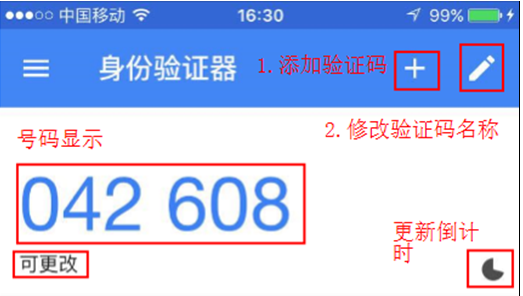 中国移动 16:30 99%
身份验证器 1.添加验证码
2.修改验证码名称
号码显示
042 608
更新倒计
时
可更改